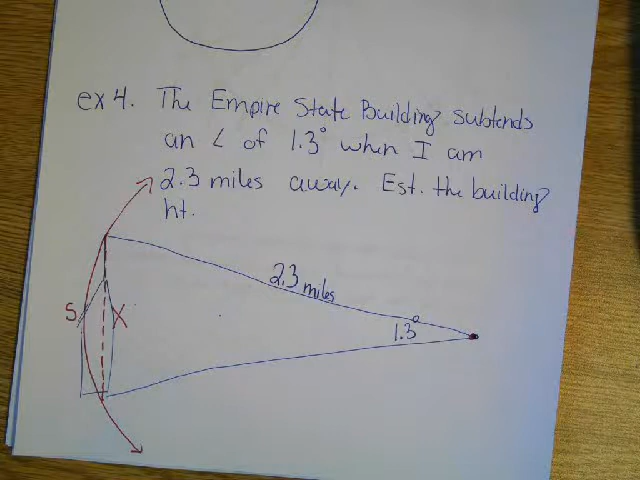 ex 4. The Empire State Building subtends
an ∠ of 1.3° when I am
2.3 miles away. Est. the building
ht.
2.3 miles
S X
1.3°